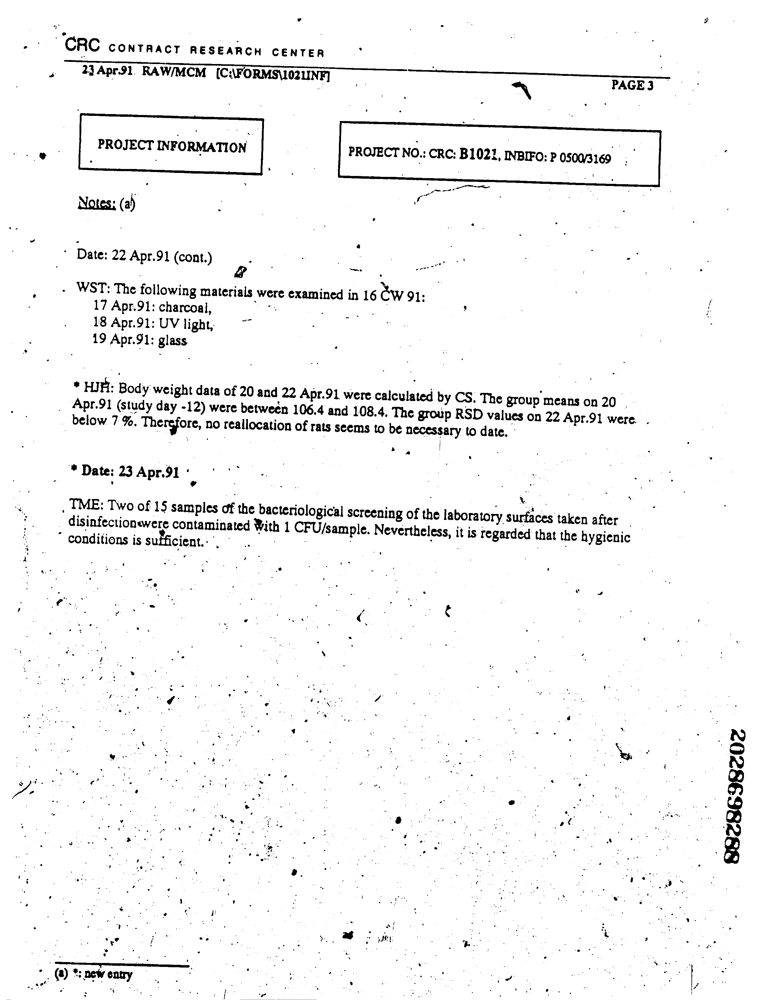 CRC CONTRACT RESEARCH CENTER
23 Apr.91 RAW/MCM [C:\FORMS\1021INF]
PAGE 3
PROJECT INFORMATION
PROJECT NO.: CRC: B1021, INBIFO: P 0500/3169
Notes: (a)
Date: 22 Apr.91 (cont.)
WST: The following materials were examined in 16 CW 91:
17 Apr.91: charcoal,
18 Apr.91: UV light,
19 Apr.91: glass
* HJH: Body weight data of 20 and 22 Apr.91 were calculated by CS. The group means on 20
Apr.91 (study day -12) were between 106.4 and 108.4. The group RSD values on 22 Apr.91 were
below 7 %. Therefore, no reallocation of rats seems to be necessary to date.
* Date: 23 Apr.91
TME: Two of 15 samples of the bacteriological screening of the laboratory surfaces taken after
disinfection were contaminated with 1 CFU/sample. Nevertheless, it is regarded that the hygienic
conditions is sufficient.
2028698288
(a) *: new entry